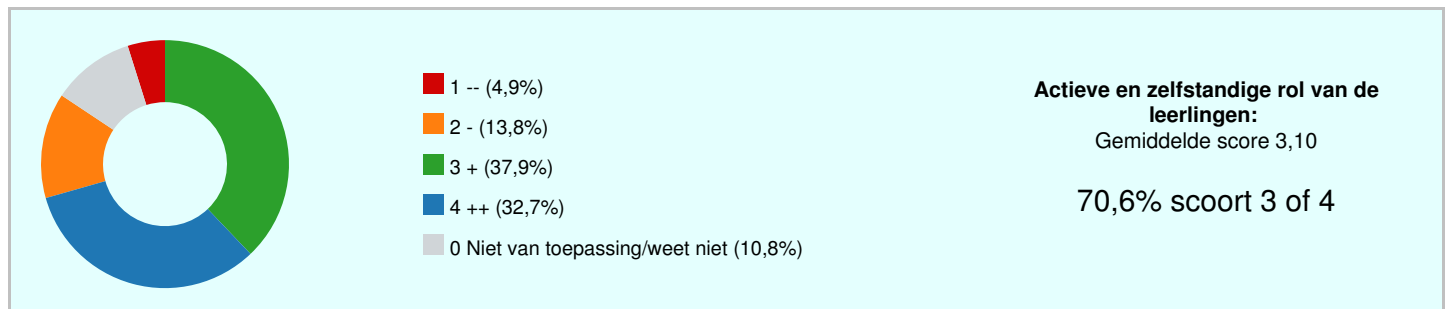 1 -- (4,9%)
2 - (13,8%)
3 + (37,9%)
4 ++ (32,7%)
0 Niet van toepassing/weet niet (10,8%)
Actieve en zelfstandige rol van de
leerlingen:
Gemiddelde score 3,10
70,6% scoort 3 of 4